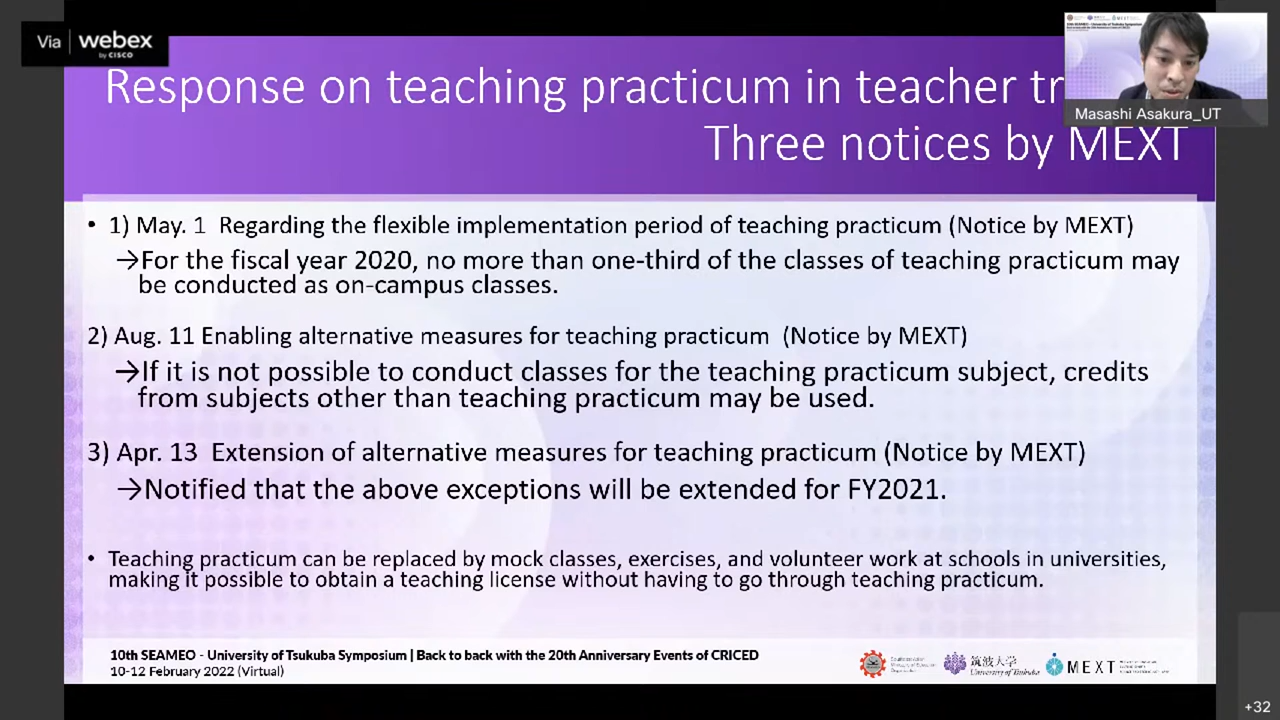 Via webex
by CISCO
Masashi Asakura_UT
Response on teaching practicum in teacher
Three notices by MEXT
• 1) May. 1 Regarding the flexible implementation period of teaching practicum (Notice by MEXT)
→For the fiscal year 2020, no more than one-third of the classes of teaching practicum may
be conducted as on-campus classes.
2) Aug. 11 Enabling alternative measures for teaching practicum (Notice by MEXT)
→If it is not possible to conduct classes for the teaching practicum subject, credits
from subjects other than teaching practicum may be used.
3) Apr. 13 Extension of alternative measures for teaching practicum (Notice by MEXT)
→Notified that the above exceptions will be extended for FY2021.
• Teaching practicum can be replaced by mock classes, exercises, and volunteer work at schools in universities,
making it possible to obtain a teaching license without having to go through teaching practicum.
10th SEAMEO - University of Tsukuba Symposium | Back to back with the 20th Anniversary Events of CRICED
10-12 February 2022 (Virtual)
筑波大学
University of Tsukuba
MEXT
+32